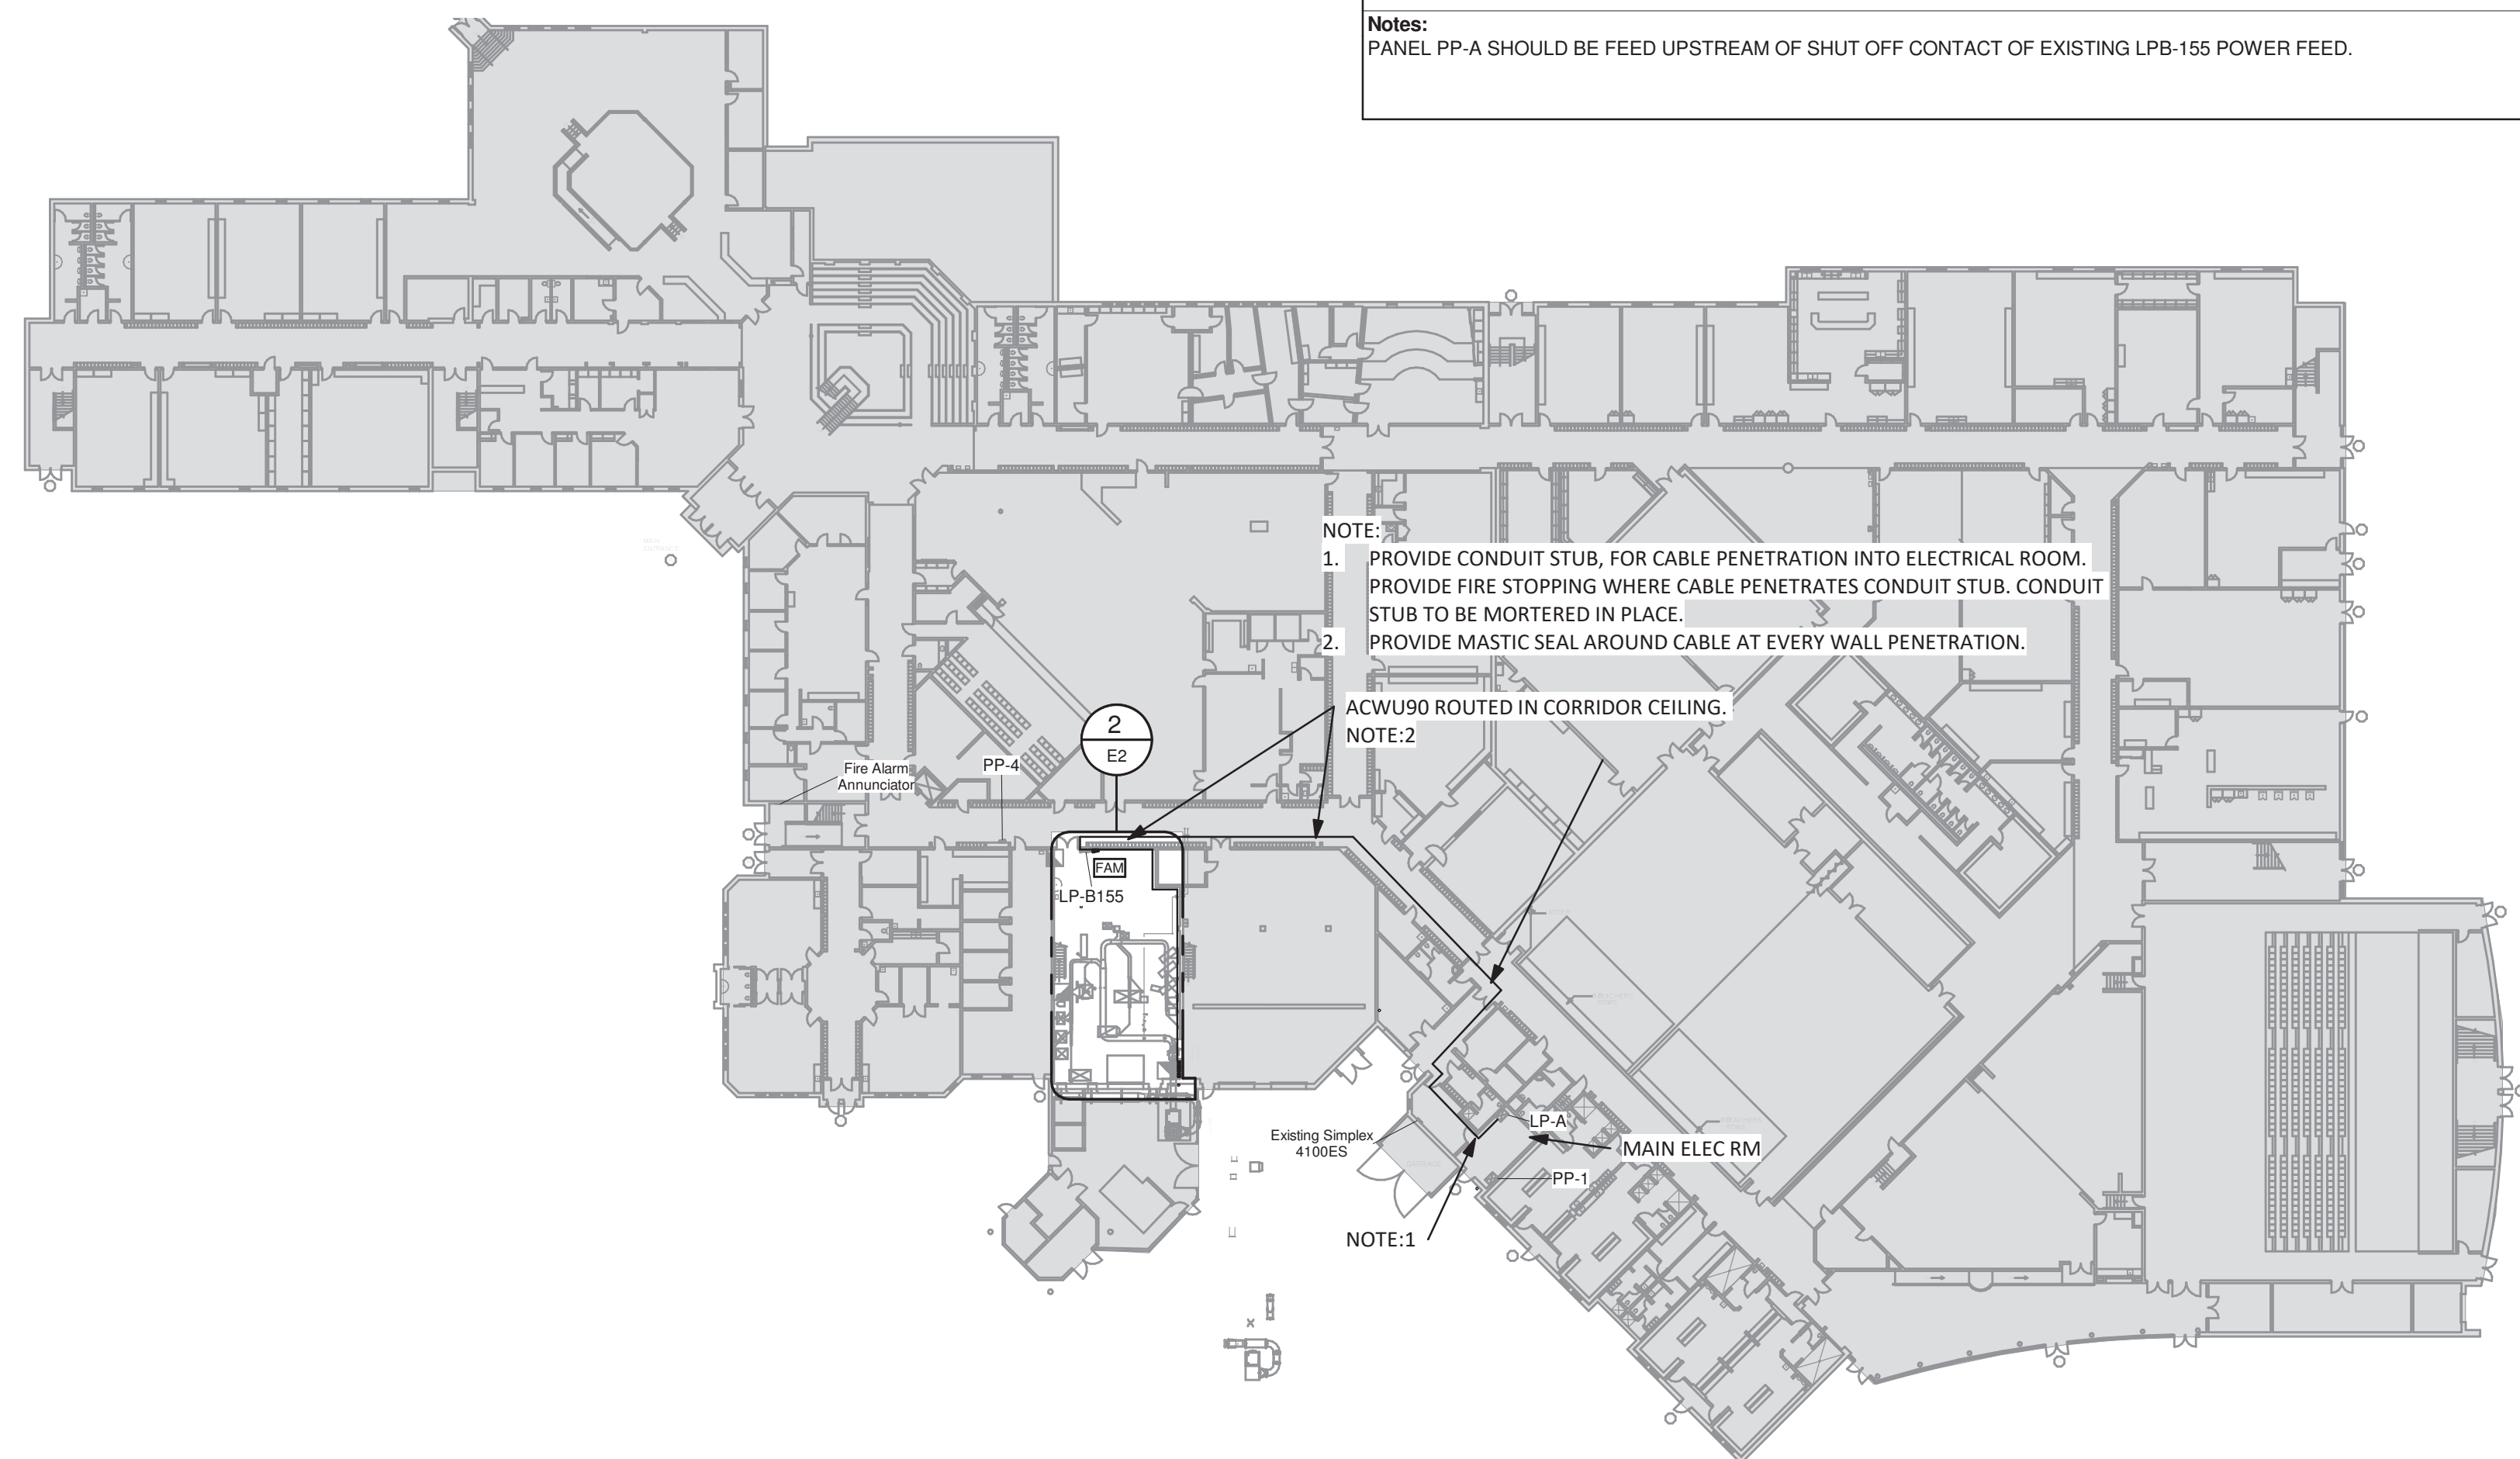 Notes:
PANEL PP-A SHOULD BE FEED UPSTREAM OF SHUT OFF CONTACT OF EXISTING LPB-155 POWER FEED.
NOTE:
1. PROVIDE CONDUIT STUB, FOR CABLE PENETRATION INTO ELECTRICAL ROOM.
PROVIDE FIRE STOPPING WHERE CABLE PENETRATES CONDUIT STUB. CONDUIT
STUB TO BE MORTERED IN PLACE.
2. PROVIDE MASTIC SEAL AROUND CABLE AT EVERY WALL PENETRATION.
MAIN
ENTRANCE
ACWU90 ROUTED IN CORRIDOR CEILING.
NOTE:2
2
E2
Fire Alarm
Annunciator
PP-4
FAM
LP-B155
LP-A
Existing Simplex
4100ES
MAIN ELEC RM
PP-1
NOTE:1